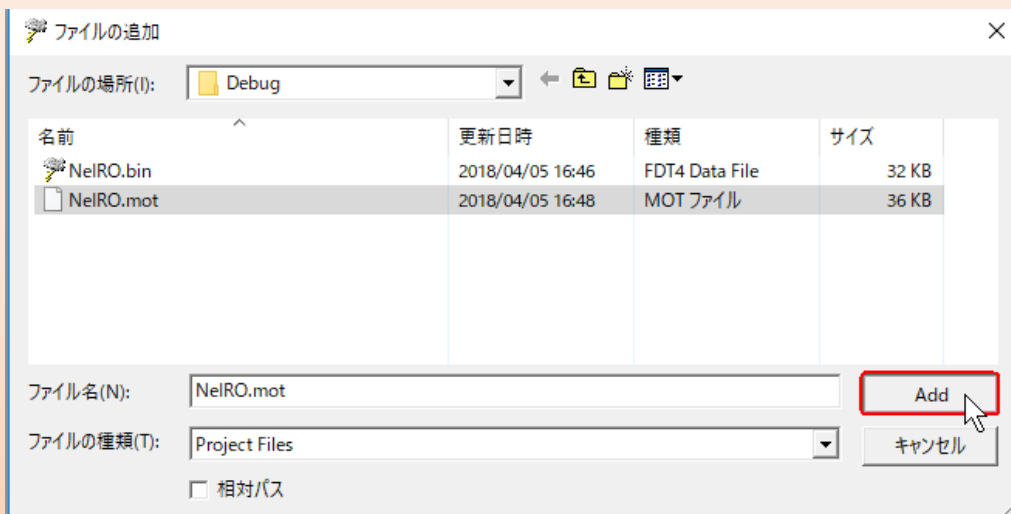 ファイルの追加
ファイルの場所(I): Debug
名前 更新日時 種類 サイズ
NelRO.bin 2018/04/05 16:46 FDT4 Data File 32 KB
NelRO.mot 2018/04/05 16:48 MOT ファイル 36 KB
ファイル名(N): NelRO.mot Add
ファイルの種類(T): Project Files キャンセル
相対パス